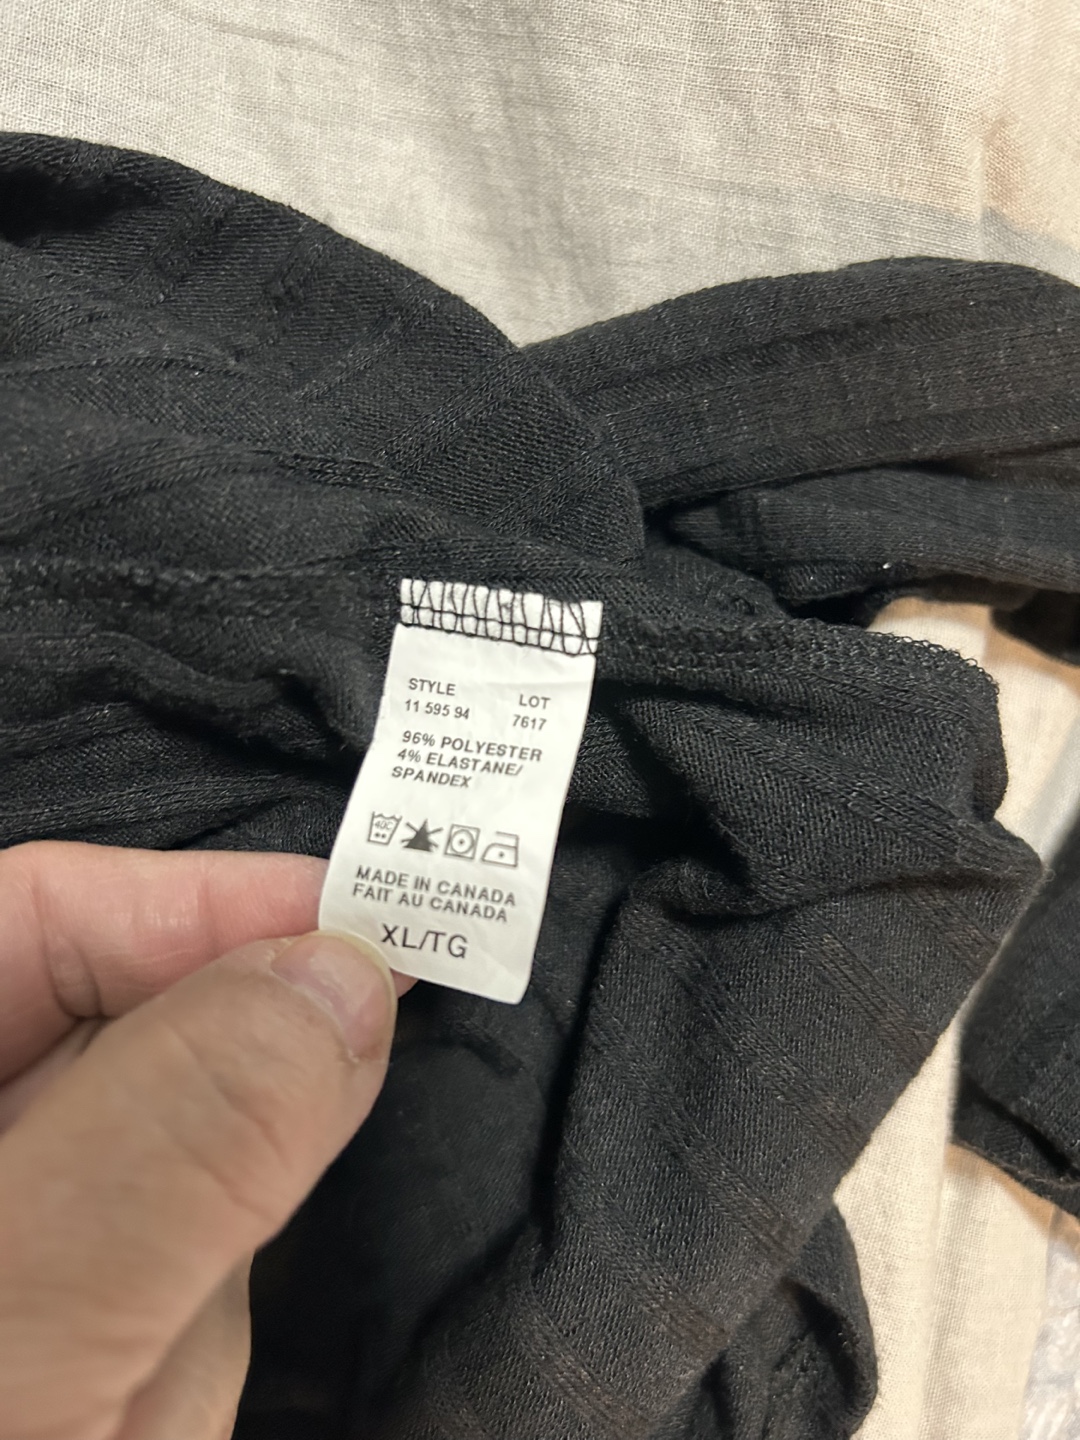 STYLE LOT
11 595 94 7617
96% POLYESTER
4% ELASTANE/
SPANDEX
40C
MADE IN CANADA
FAIT AU CANADA
XL/TG